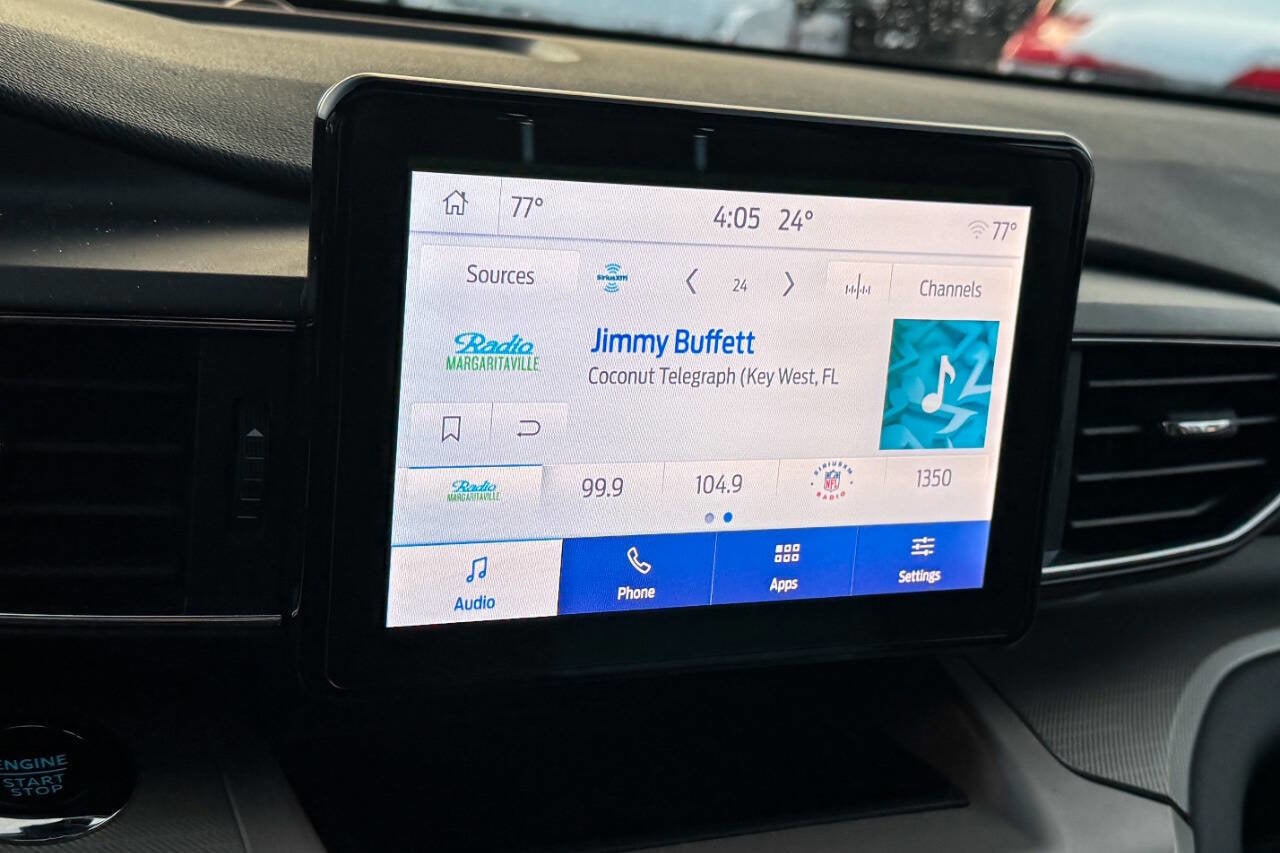 77°
4:05 24°
77°
Sources
SiriusXM
24
Channels
Radio
MARGARITAVILLE
Jimmy Buffett
Coconut Telegraph (Key West, FL
Radio
MARGARITAVILLE
99.9
104.9
SIRIUSXM
NFL
RADIO
1350
Audio
Phone
Apps
Settings
ENGINE
START
STOP